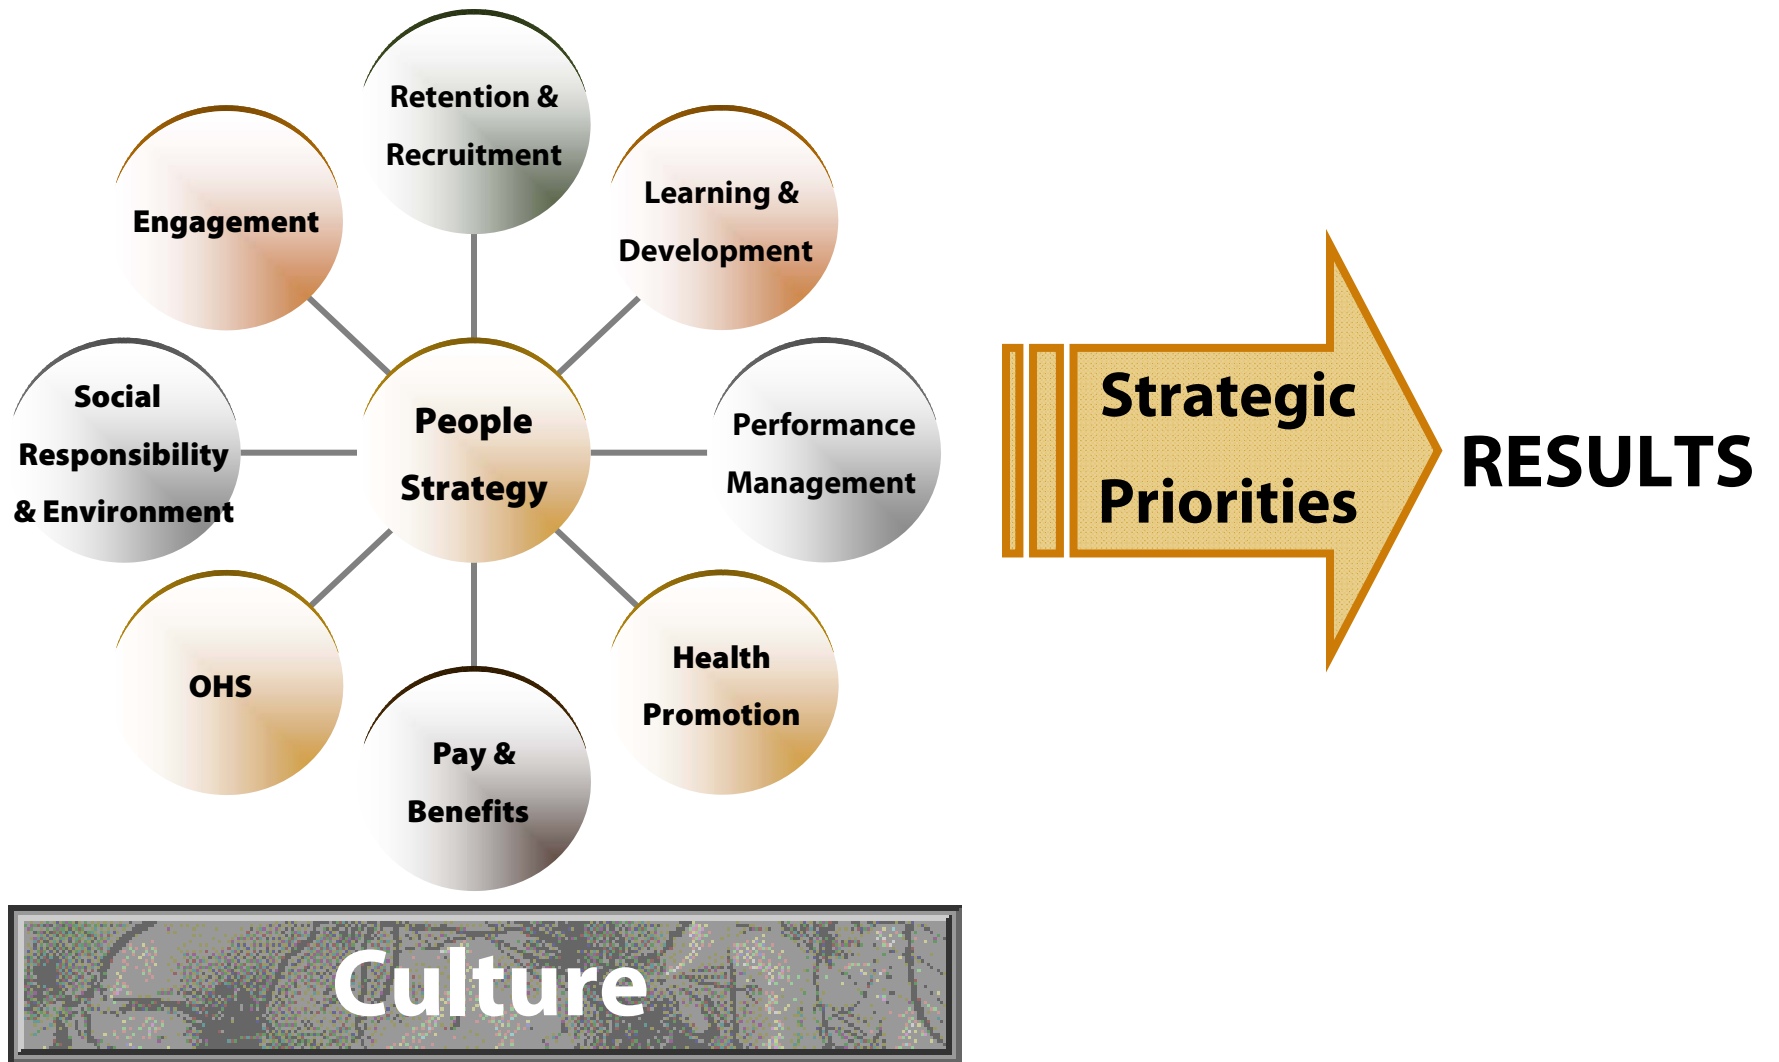 Retention &
Recruitment
Engagement
Learning &
Development
Social
Responsibility
& Environment
People
Strategy
Performance
Management
OHS
Health
Promotion
Pay &
Benefits
Strategic
Priorities
RESULTS
Culture